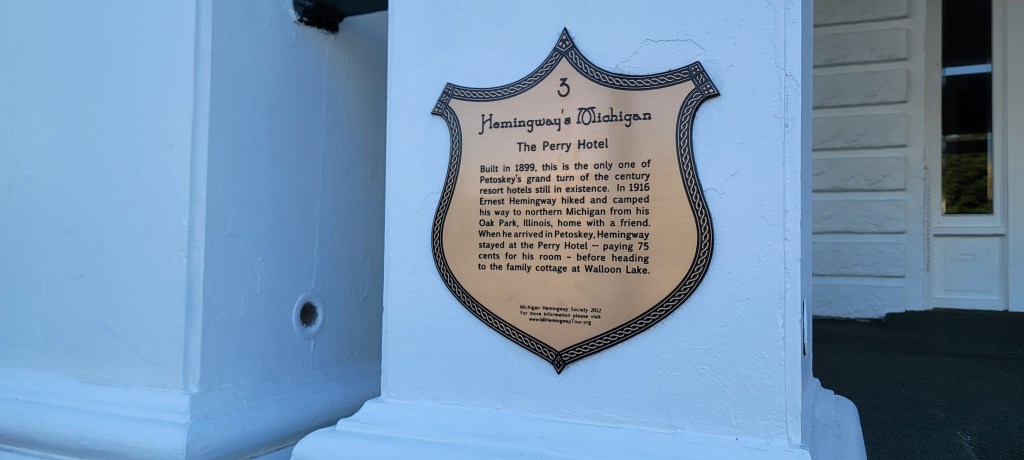 3
Hemingway's Michigan
The Perry Hotel
Built in 1899, this is the only one of
Petoskey's grand turn of the century
resort hotels still in existence. In 1916
Ernest Hemingway hiked and camped
his way to northern Michigan from his
Oak Park, Illinois, home with a friend.
When he arrived in Petoskey, Hemingway
stayed at the Perry Hotel — paying 75
cents for his room - before heading
to the family cottage at Walloon Lake.
Michigan Hemingway Society 2012
For more information please visit
www.MiHemingwayTour.org